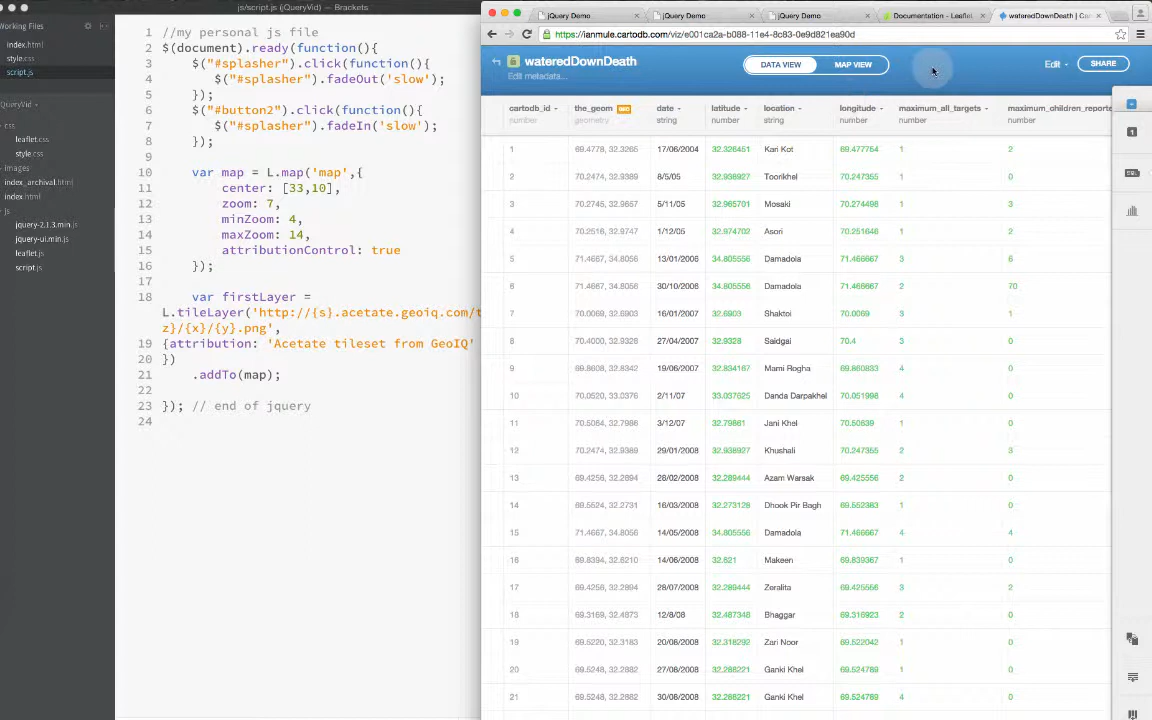 js/script.js (jQueryVid) — Brackets
Working Files
index.html
style.css
script.js
QueryVid
css
leaflet.css
style.css
images
index_archival.html
index.html
js
jquery-2.1.3.min.js
jquery-ui.min.js
leaflet.js
script.js
1 //my personal js file
2 $(document).ready(function(){
3 $("#splasher").click(function(){
4 $("#splasher").fadeOut('slow');
5 });
6 $("#button2").click(function(){
7 $("#splasher").fadeIn('slow');
8 });
9
10 var map = L.map('map',{
11 center: [33,10],
12 zoom: 7,
13 minZoom: 4,
14 maxZoom: 14,
15 attributionControl: true
16 });
17
18 var firstLayer =
L.tileLayer('http://{s}.acetate.geoiq.com/t
z}/{x}/{y}.png',
19 {attribution: 'Acetate tileset from GeoIQ'
20 })
21 .addTo(map);
22
23 }); // end of jquery
24
jQuery Demo
jQuery Demo
jQuery Demo
Documentation - Leaflet
wateredDownDeath | Car
https://ianmule.cartodb.com/viz/e001ca2a-b088-11e4-8c83-0e9d821ea90d
wateredDownDeath
Edit metadata...
DATA VIEW MAP VIEW
Edit SHARE
cartodb_id the_geom GEO date latitude location longitude maximum_all_targets maximum_children_reporte
number geometry string number string number number number
1 69.4778, 32.3265 17/06/2004 32.326451 Kari Kot 69.477754 1 2
2 70.2474, 32.9389 8/5/05 32.938927 Toorikhel 70.247355 1 0
3 70.2745, 32.9657 5/11/05 32.965701 Mosaki 70.274498 1 3
4 70.2516, 32.9747 1/12/05 32.974702 Asori 70.251646 1 2
5 71.4667, 34.8056 13/01/2006 34.805556 Damadola 71.466667 3 6
6 71.4667, 34.8056 30/10/2006 34.805556 Damadola 71.466667 2 70
7 70.0069, 32.6903 16/01/2007 32.6903 Shaktoi 70.0069 3 1
8 70.4000, 32.9328 27/04/2007 32.9328 Saidgai 70.4 3 0
9 69.8608, 32.8342 19/06/2007 32.834167 Mami Rogha 69.860833 4 0
10 70.0520, 33.0376 2/11/07 33.037625 Danda Darpakhel 70.051998 4 0
11 70.5064, 32.7986 3/12/07 32.79861 Jani Khel 70.50639 1 0
12 70.2474, 32.9389 29/01/2008 32.938927 Khushali 70.247355 2 3
13 69.4256, 32.2894 28/02/2008 32.289444 Azam Warsak 69.425556 2 0
14 69.5524, 32.2731 16/03/2008 32.273128 Dhook Pir Bagh 69.552383 1 0
15 71.4667, 34.8056 14/05/2008 34.805556 Damadola 71.466667 4 4
16 69.8394, 32.6210 14/06/2008 32.621 Makeen 69.839367 1 0
17 69.4256, 32.2894 28/07/2008 32.289444 Zeralita 69.425556 3 2
18 69.3169, 32.4873 12/8/08 32.487348 Bhaggar 69.316923 2 0
19 69.5220, 32.3183 20/08/2008 32.318292 Zari Noor 69.522042 1 0
20 69.5248, 32.2882 27/08/2008 32.288221 Ganki Khel 69.524789 1 0
21 69.5248, 32.2882 30/08/2008 32.288221 Ganki Khel 69.524789 4 0
1
SQL